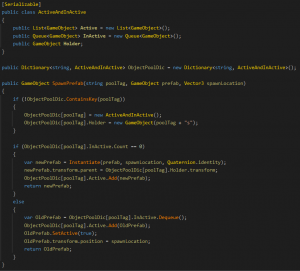 [Serializable]
public class ActiveAndInActive
{
public List<GameObject> Active = new List<GameObject>();
public Queue<GameObject> InActive = new Queue<GameObject>();
public GameObject Holder;
}
public Dictionary<string, ActiveAndInActive> ObjectPoolDic = new Dictionary<string, ActiveAndInActive>();
public GameObject SpawnPrefab(string poolTag, GameObject prefab, Vector3 spawnLocation)
{
if (!ObjectPoolDic.ContainsKey(poolTag))
{
ObjectPoolDic[poolTag] = new ActiveAndInActive();
ObjectPoolDic[poolTag].Holder = new GameObject(poolTag + "s");
}
if (ObjectPoolDic[poolTag].InActive.Count == 0)
{
var newPrefab = Instantiate(prefab, spawnLocation, Quaternion.identity);
newPrefab.transform.parent = ObjectPoolDic[poolTag].Holder.transform;
ObjectPoolDic[poolTag].Active.Add(newPrefab);
return newPrefab;
}
else
{
var OldPrefab = ObjectPoolDic[poolTag].InActive.Dequeue();
ObjectPoolDic[poolTag].Active.Add(OldPrefab);
OldPrefab.SetActive(true);
OldPrefab.transform.position = spawnLocation;
return OldPrefab;
}
}